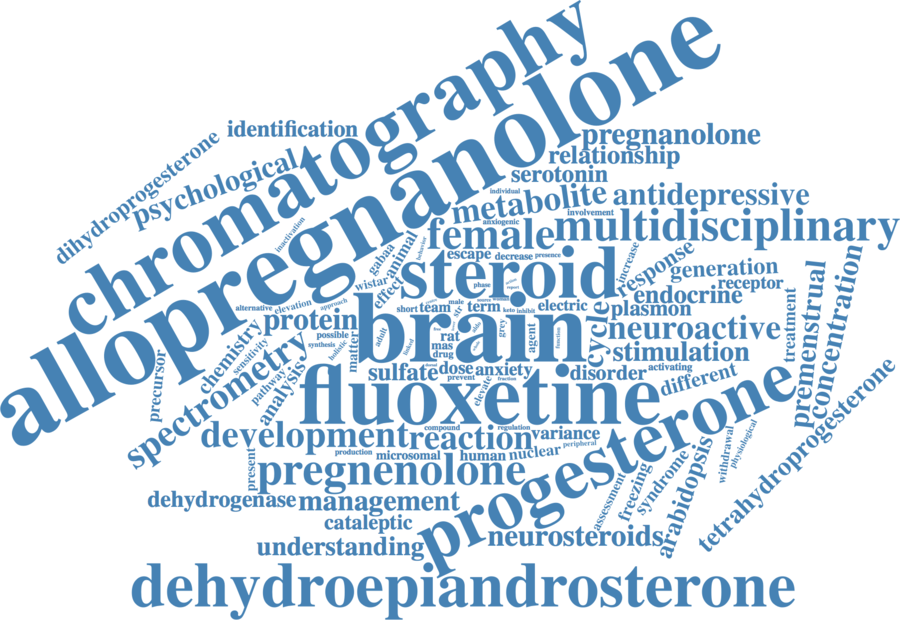 chromatography
allopregnanolone
identification
pregnanolone
relationship
dihydroprogesterone
psychological
serotonin
individual
metabolite
antidepressive
anxiogenic
involvement
multidisciplinary
inactivation
female
gabaa
animal
behavior
escape
decrease
presence
increase
response
generation
steroid
wistar
effect
phase
receptor
endocrine
alternative
elevation
approach
short
team
male
term
keto
inhibit
electric
plasmon
protein
brain
cycle
neuroactive
possible
synthesis
holistic
matter
adult
linked
rat
mas
drug
grey
agent
function
treatment
premenstrual
concentration
chemistry
sensitivity
pathway
spectrometry
analysis
precursor
stimulation
sulfate
dose
anxiety
prevent
disorder
activating
different
fluoxetine
elevate
fraction
progesterone
development
compound
regulation
reaction
variance
peripheral
production
microsomal
human
nuclear
present
pregnenolone
withdrawal
physiological
tetrahydroprogesterone
dehydrogenase
management
assessment
freezing
syndrome
arabidopsis
cataleptic
neurosteroids
understanding
dehydroepiandrosterone